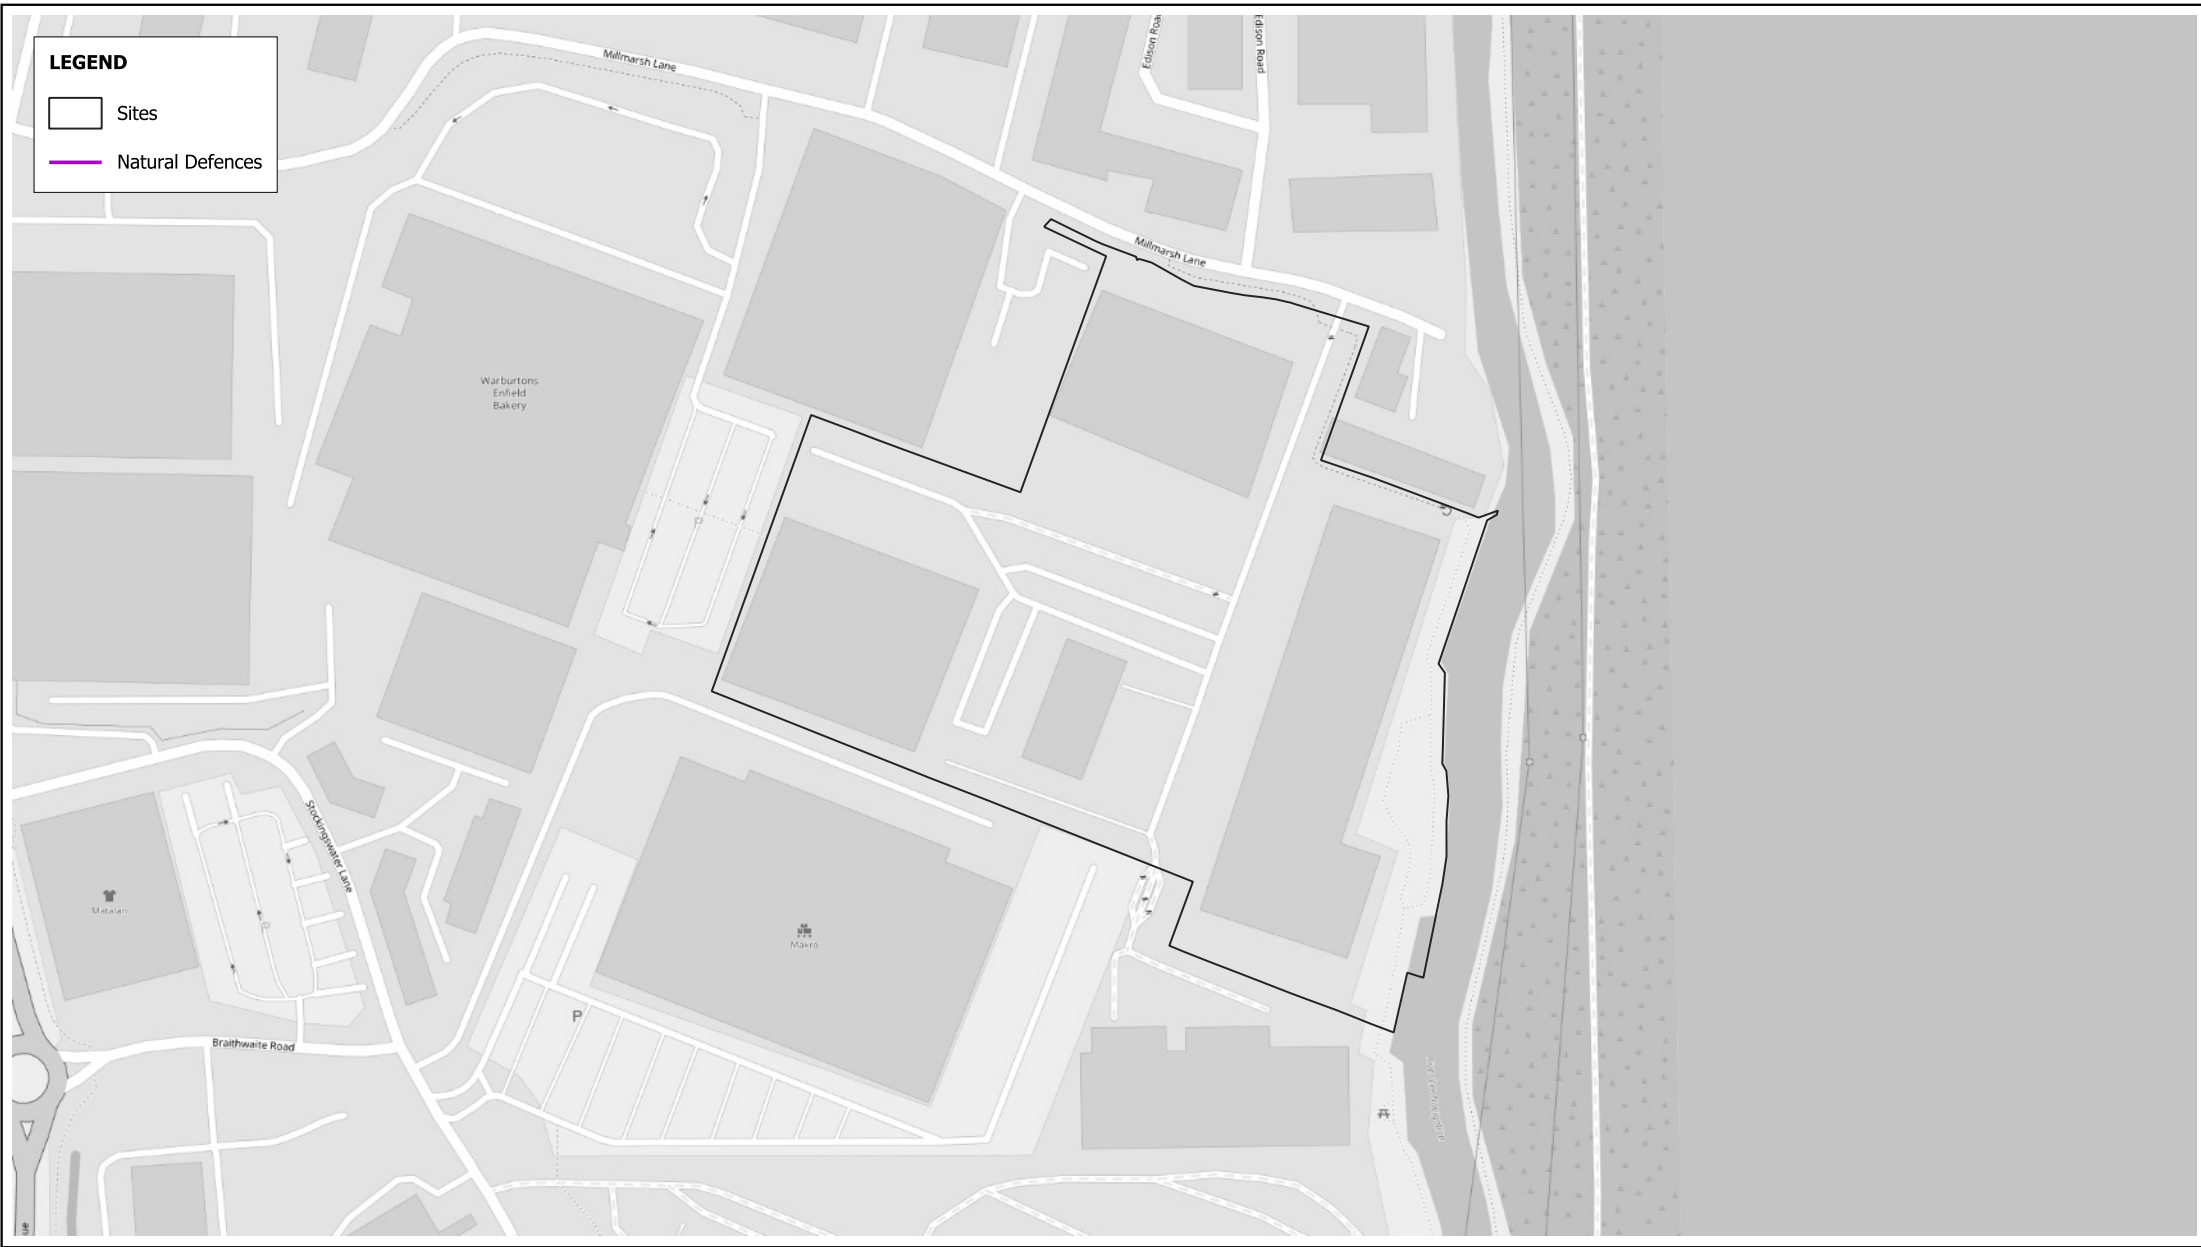 LEGEND
Sites
Natural Defences
Millmarsh Lane
Edison Road
Edison Road
Millmarsh Lane
Warburtons
Enfield
Bakery
P
Stockingswater Lane
Matalan
P
Makro
P
Braithwaite Road
ue